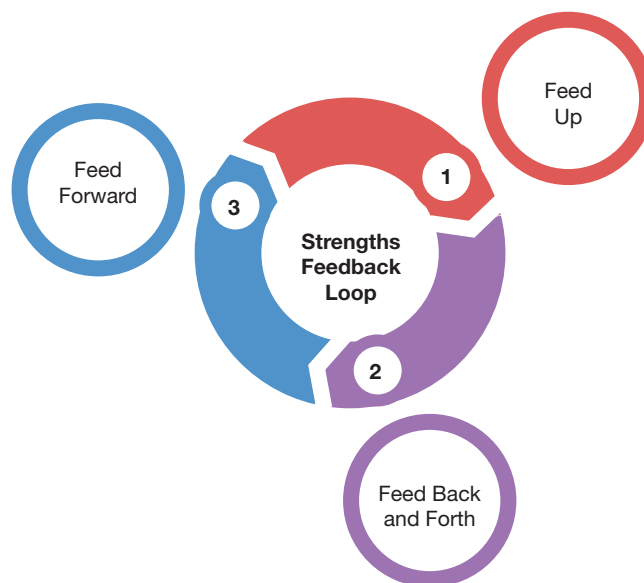 Feed
Up
1
Feed
Forward
3
Strengths
Feedback
Loop
2
Feed Back
and Forth